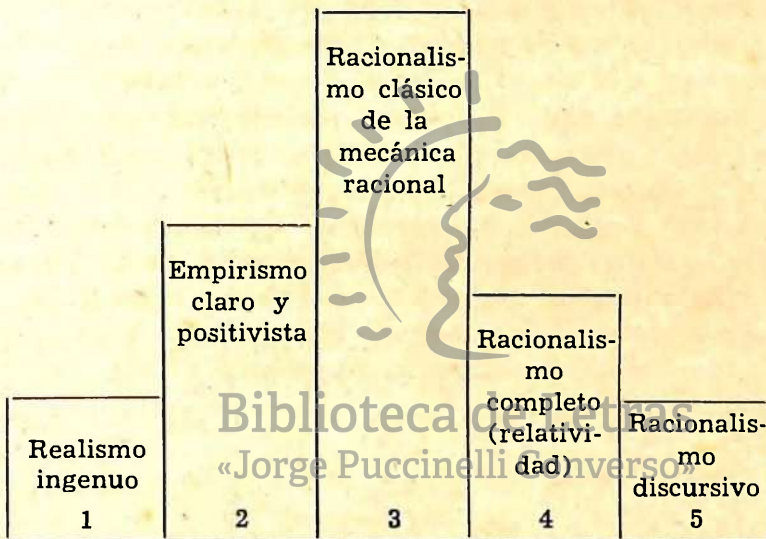 Racionalis-
mo clásico
de la
mecánica
racional
Empirismo
claro y
positivista
Racionalis-
mo
completo
(relativi-
dad)
Realismo
ingenuo
Racionalis-
mo
discursivo
1
2
3
4
5
Biblioteca de Letras
«Jorge Puccinelli Converso»